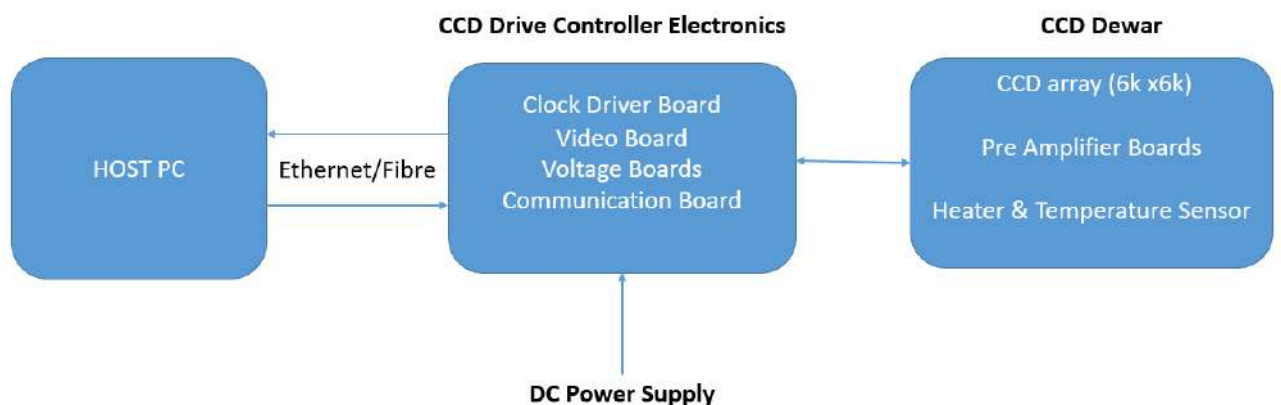 CCD Drive Controller Electronics
CCD Dewar
HOST PC
Ethernet/Fibre
Clock Driver Board
Video Board
Voltage Boards
Communication Board
CCD array (6k x6k)
Pre Amplifier Boards
Heater & Temperature Sensor
DC Power Supply